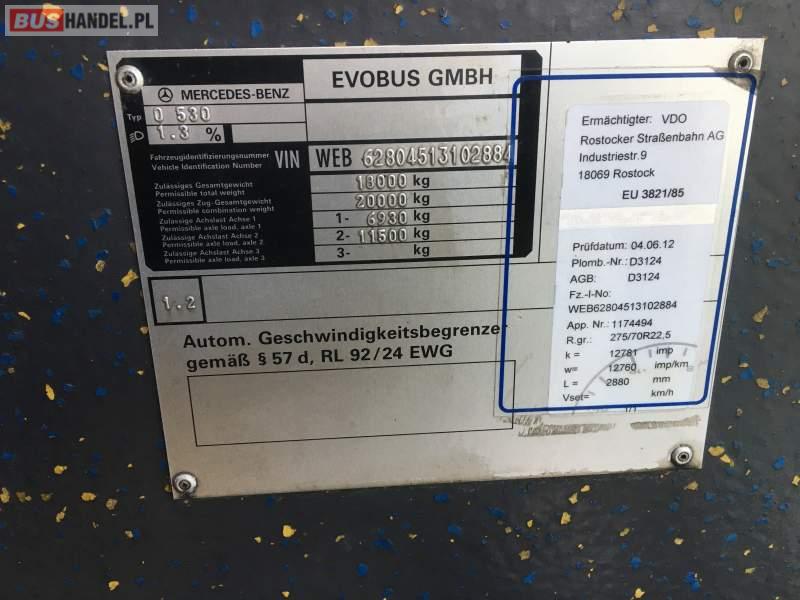 BUSHANDEL.PL
MERCEDES-BENZ
EVOBUS GMBH
Typ O 530
1.3 %
Fahrzeugidentifizierungsnummer
Vehicle Identification Number
VIN WEB 62804513102884
Zulässiges Gesamtgewicht
Permissible total weight
18000 kg
Zulässiges Zug-Gesamtgewicht
Permissible combination weight
20000 kg
Zulässige Achslast Achse 1
Permissible axle load, axle 1
1- 6930 kg
Zulässige Achslast Achse 2
Permissible axle load, axle 2
2- 11500 kg
Zulässige Achslast Achse 3
Permissible axle load, axle 3
3- kg
1.2
Autom. Geschwindigkeitsbegrenze
gemäß § 57 d, RL 92/24 EWG
Ermächtigter: VDO
Rostocker Straßenbahn AG
Industriestr.9
18069 Rostock
EU 3821/85
Prüfdatum: 04.06.12
Plomb.-Nr.: D3124
AGB: D3124
Fz.-I-No:
WEB62804513102884
App. Nr.: 1174494
R.gr.: 275/70R22,5
k = 12781 imp
w= 12760 imp/km
L = 2880 mm
Vset= km/h
1/1